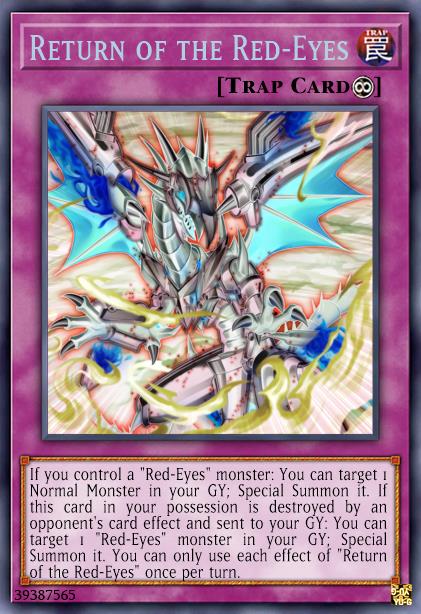 RETURN OF THE RED-EYES
TRAP
罠
[TRAP CARD]
If you control a "Red-Eyes" monster: You can target 1
Normal Monster in your GY; Special Summon it. If
this card in your possession is destroyed by an
opponent's card effect and sent to your GY: You can
target 1 "Red-Eyes" monster in your GY; Special
Summon it. You can only use each effect of "Return
of the Red-Eyes" once per turn.
39387565